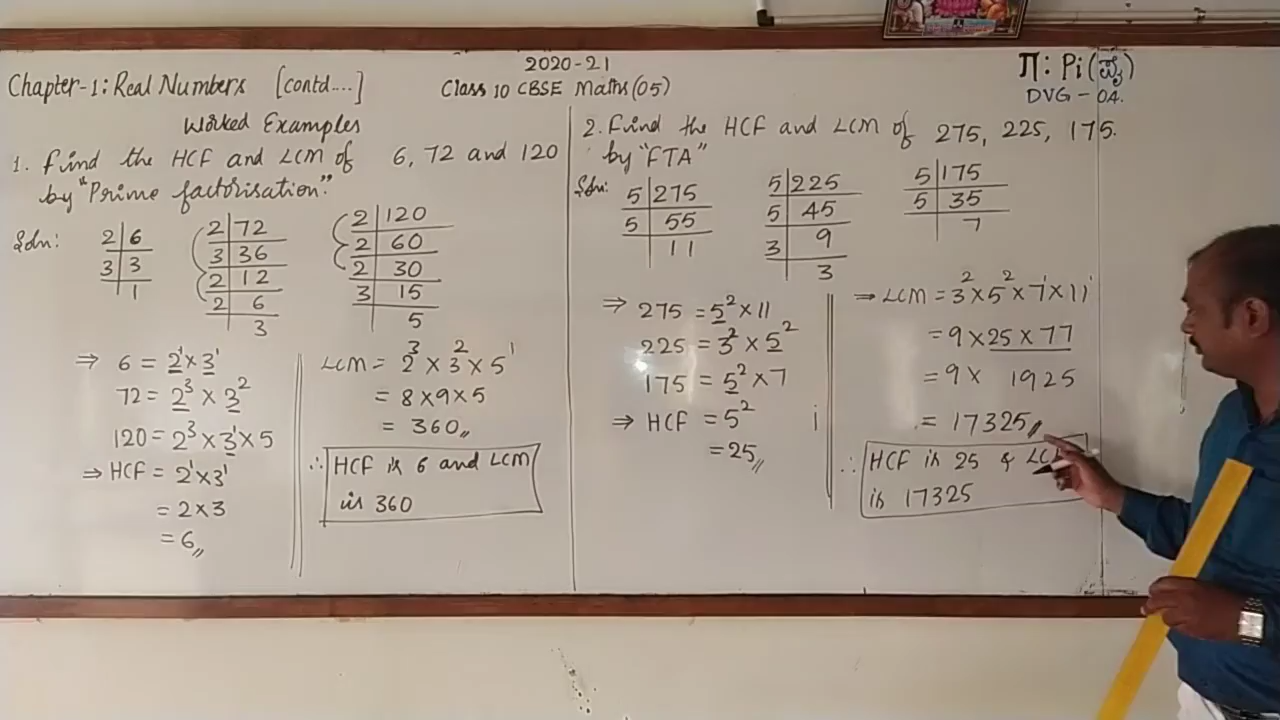 2020-21
Chapter-1: Real Numbers [contd....]
Class 10 CBSE Maths (05)
π: Pi (ವೃ)
DVG - 04.
Worked Examples
1. Find the HCF and LCM of 6, 72 and 120
by "Prime factorisation."
Soln:
2 | 6
3 | 3
1
2 | 72
3 | 36
2 | 12
2 | 6
3
2 | 120
2 | 60
2 | 30
3 | 15
5
⇒ 6 = 2¹ × 3¹
72 = 2³ × 3²
120 = 2³ × 3¹ × 5
⇒ HCF = 2¹ × 3¹
= 2 × 3
= 6,,
LCM = 2³ × 3² × 5¹
= 8 × 9 × 5
= 360,,
∴ HCF is 6 and LCM
is 360
2. Find the HCF and LCM of 275, 225, 175.
by "FTA"
Soln:
5 | 275
5 | 55
11
5 | 225
5 | 45
3 | 9
3
5 | 175
5 | 35
7
⇒ 275 = 5² × 11
225 = 3² × 5²
175 = 5² × 7
⇒ HCF = 5²
= 25,,
⇒ LCM = 3² × 5² × 7¹ × 11¹
= 9 × 25 × 77
= 9 × 1925
= 17325,,
∴ HCF is 25 & LCM
is 17325